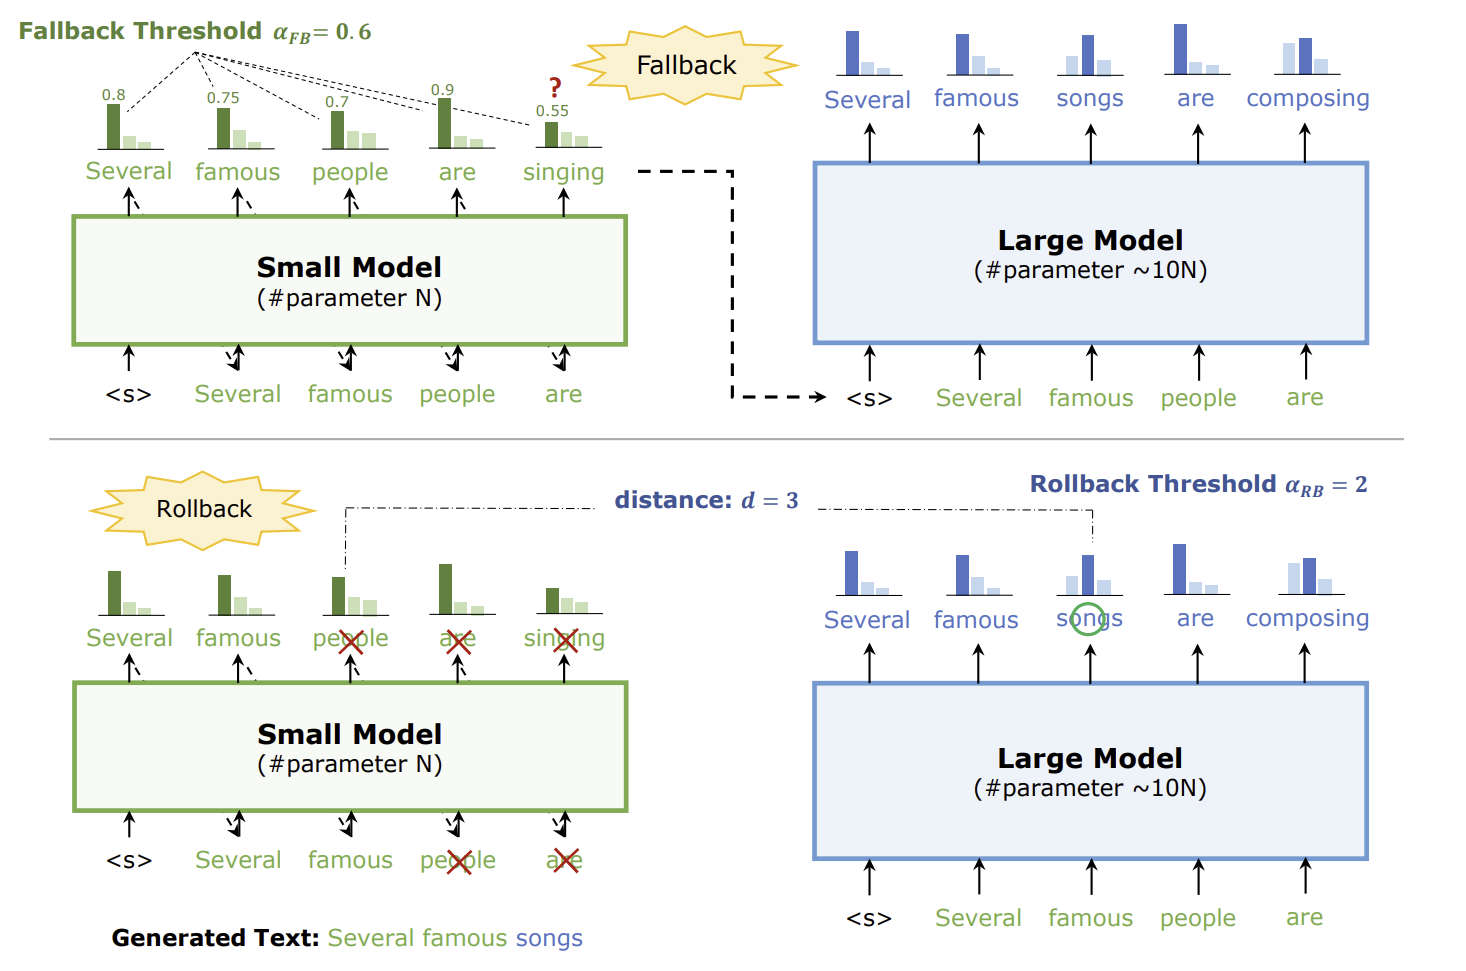 Fallback Threshold α_FB = 0.6
Fallback
0.8 0.75 0.7 0.9 ? 0.55
Several famous people are singing
Small Model
(#parameter N)
<s> Several famous people are
Several famous songs are composing
Large Model
(#parameter ~10N)
<s> Several famous people are
Rollback
distance: d = 3
Rollback Threshold α_RB = 2
Several famous people are singing
Small Model
(#parameter N)
<s> Several famous people are
Several famous songs are composing
Large Model
(#parameter ~10N)
<s> Several famous people are
Generated Text: Several famous songs